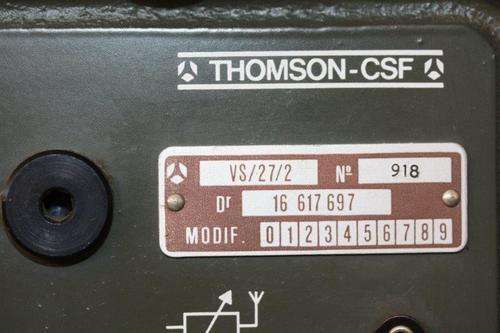 THOMSON-CSF
VS/27/2 No 918
Dr 16 617 697
MODIF. 0 1 2 3 4 5 6 7 8 9